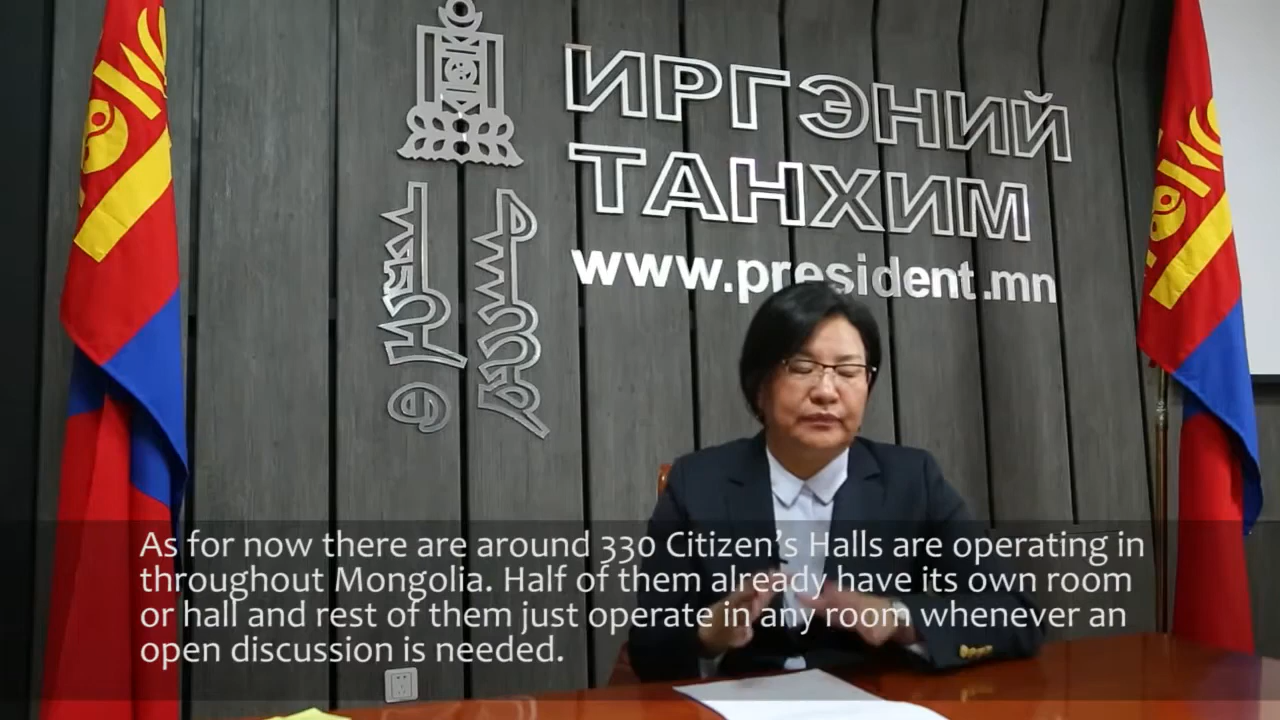 ИРГЭНИЙ
ТАНХИМ
www.president.mn
As for now there are around 330 Citizen's Halls are operating in
throughout Mongolia. Half of them already have its own room
or hall and rest of them just operate in any room whenever an
open discussion is needed.